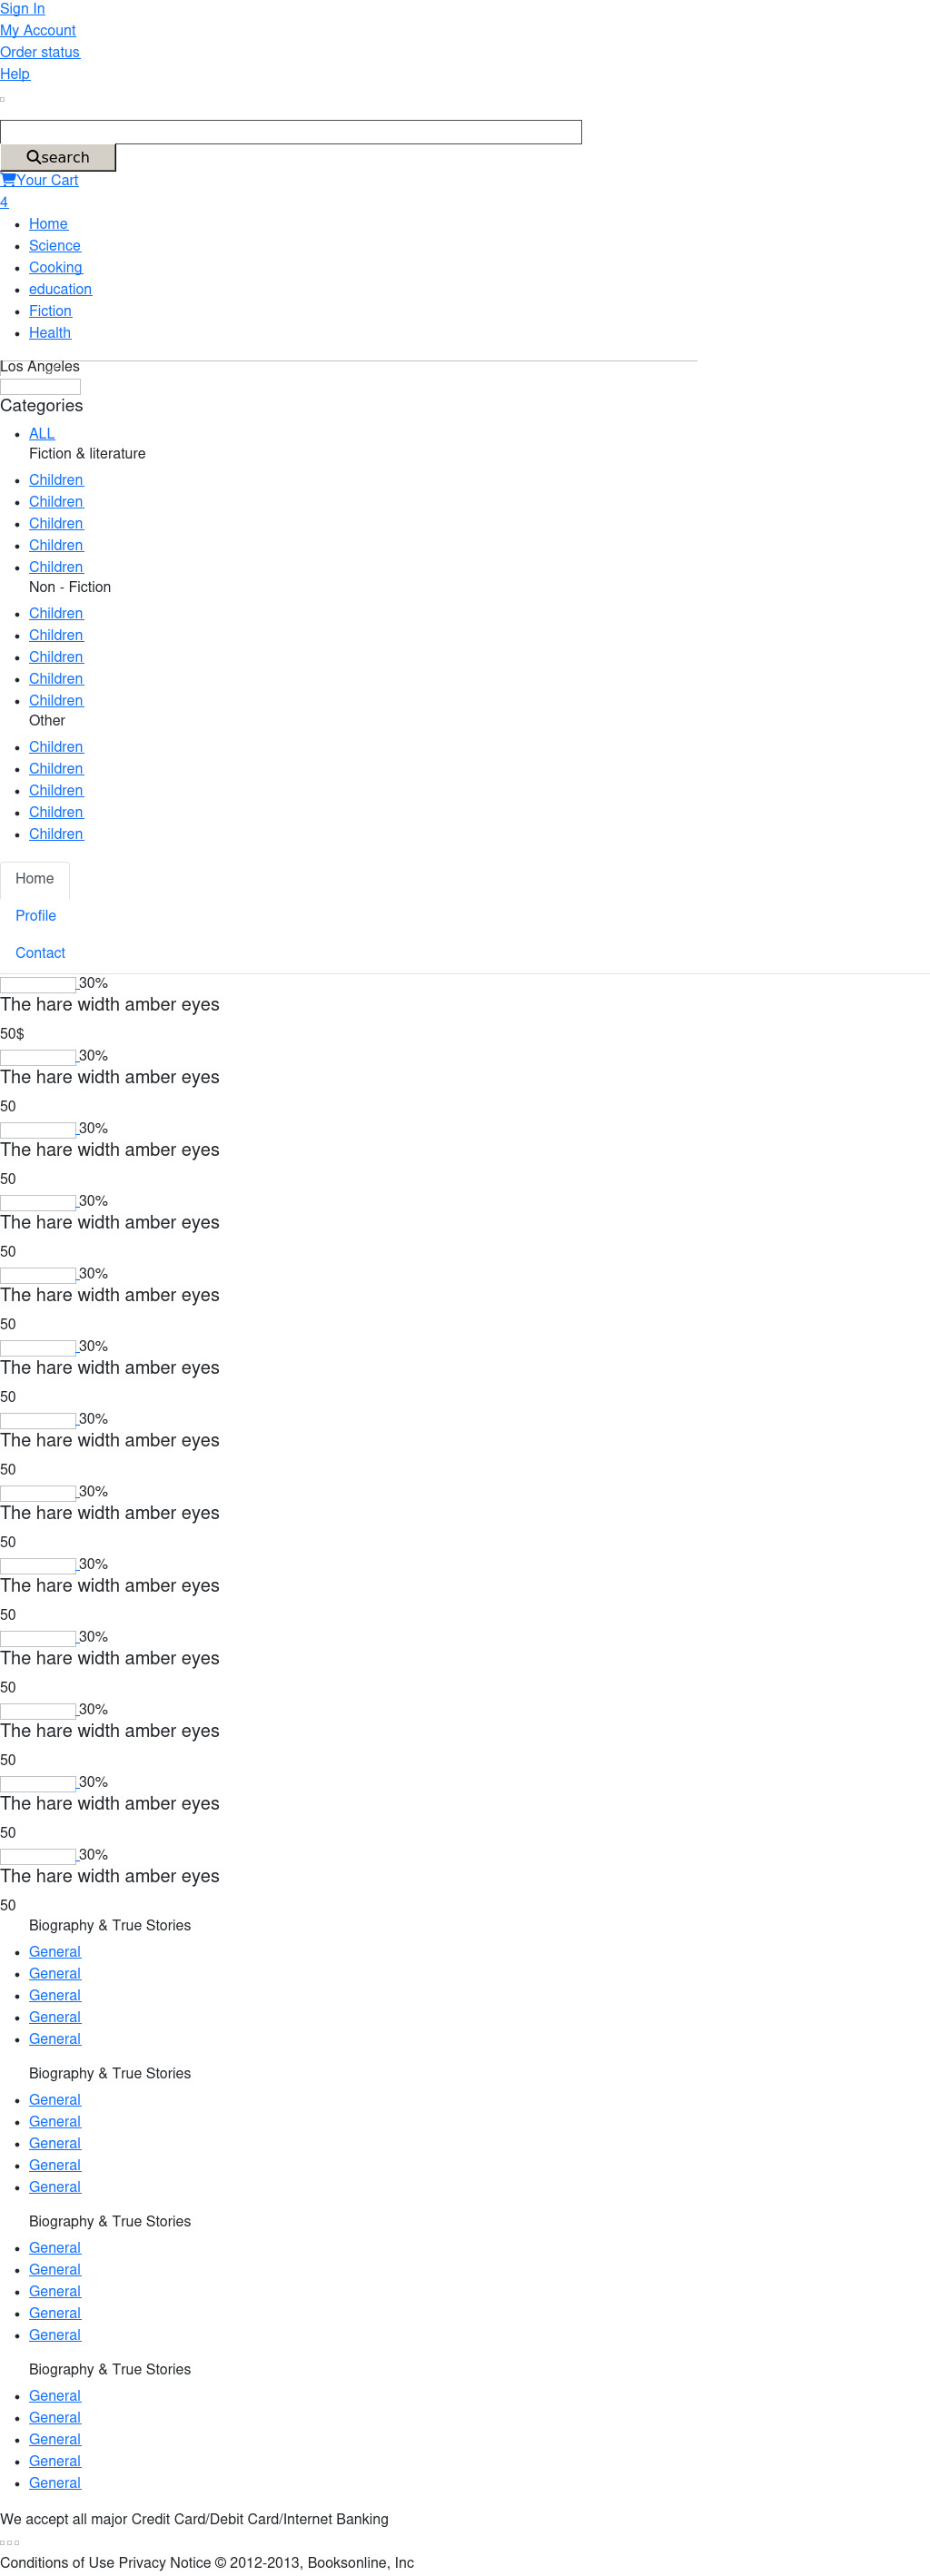 Sign In
My Account
Order status
Help
search
Your Cart
4
Home
Science
Cooking
education
Fiction
Health
Los Angeles
Categories
ALL
Fiction & literature
Children
Children
Children
Children
Children
Non - Fiction
Children
Children
Children
Children
Children
Other
Children
Children
Children
Children
Children
Home
Profile
Contact
30%
The hare width amber eyes
50$
30%
The hare width amber eyes
50
30%
The hare width amber eyes
50
30%
The hare width amber eyes
50
30%
The hare width amber eyes
50
30%
The hare width amber eyes
50
30%
The hare width amber eyes
50
30%
The hare width amber eyes
50
30%
The hare width amber eyes
50
30%
The hare width amber eyes
50
30%
The hare width amber eyes
50
30%
The hare width amber eyes
50
30%
The hare width amber eyes
50
Biography & True Stories
General
General
General
General
General
Biography & True Stories
General
General
General
General
General
Biography & True Stories
General
General
General
General
General
Biography & True Stories
General
General
General
General
General
We accept all major Credit Card/Debit Card/Internet Banking
Conditions of Use Privacy Notice © 2012-2013, Booksonline, Inc